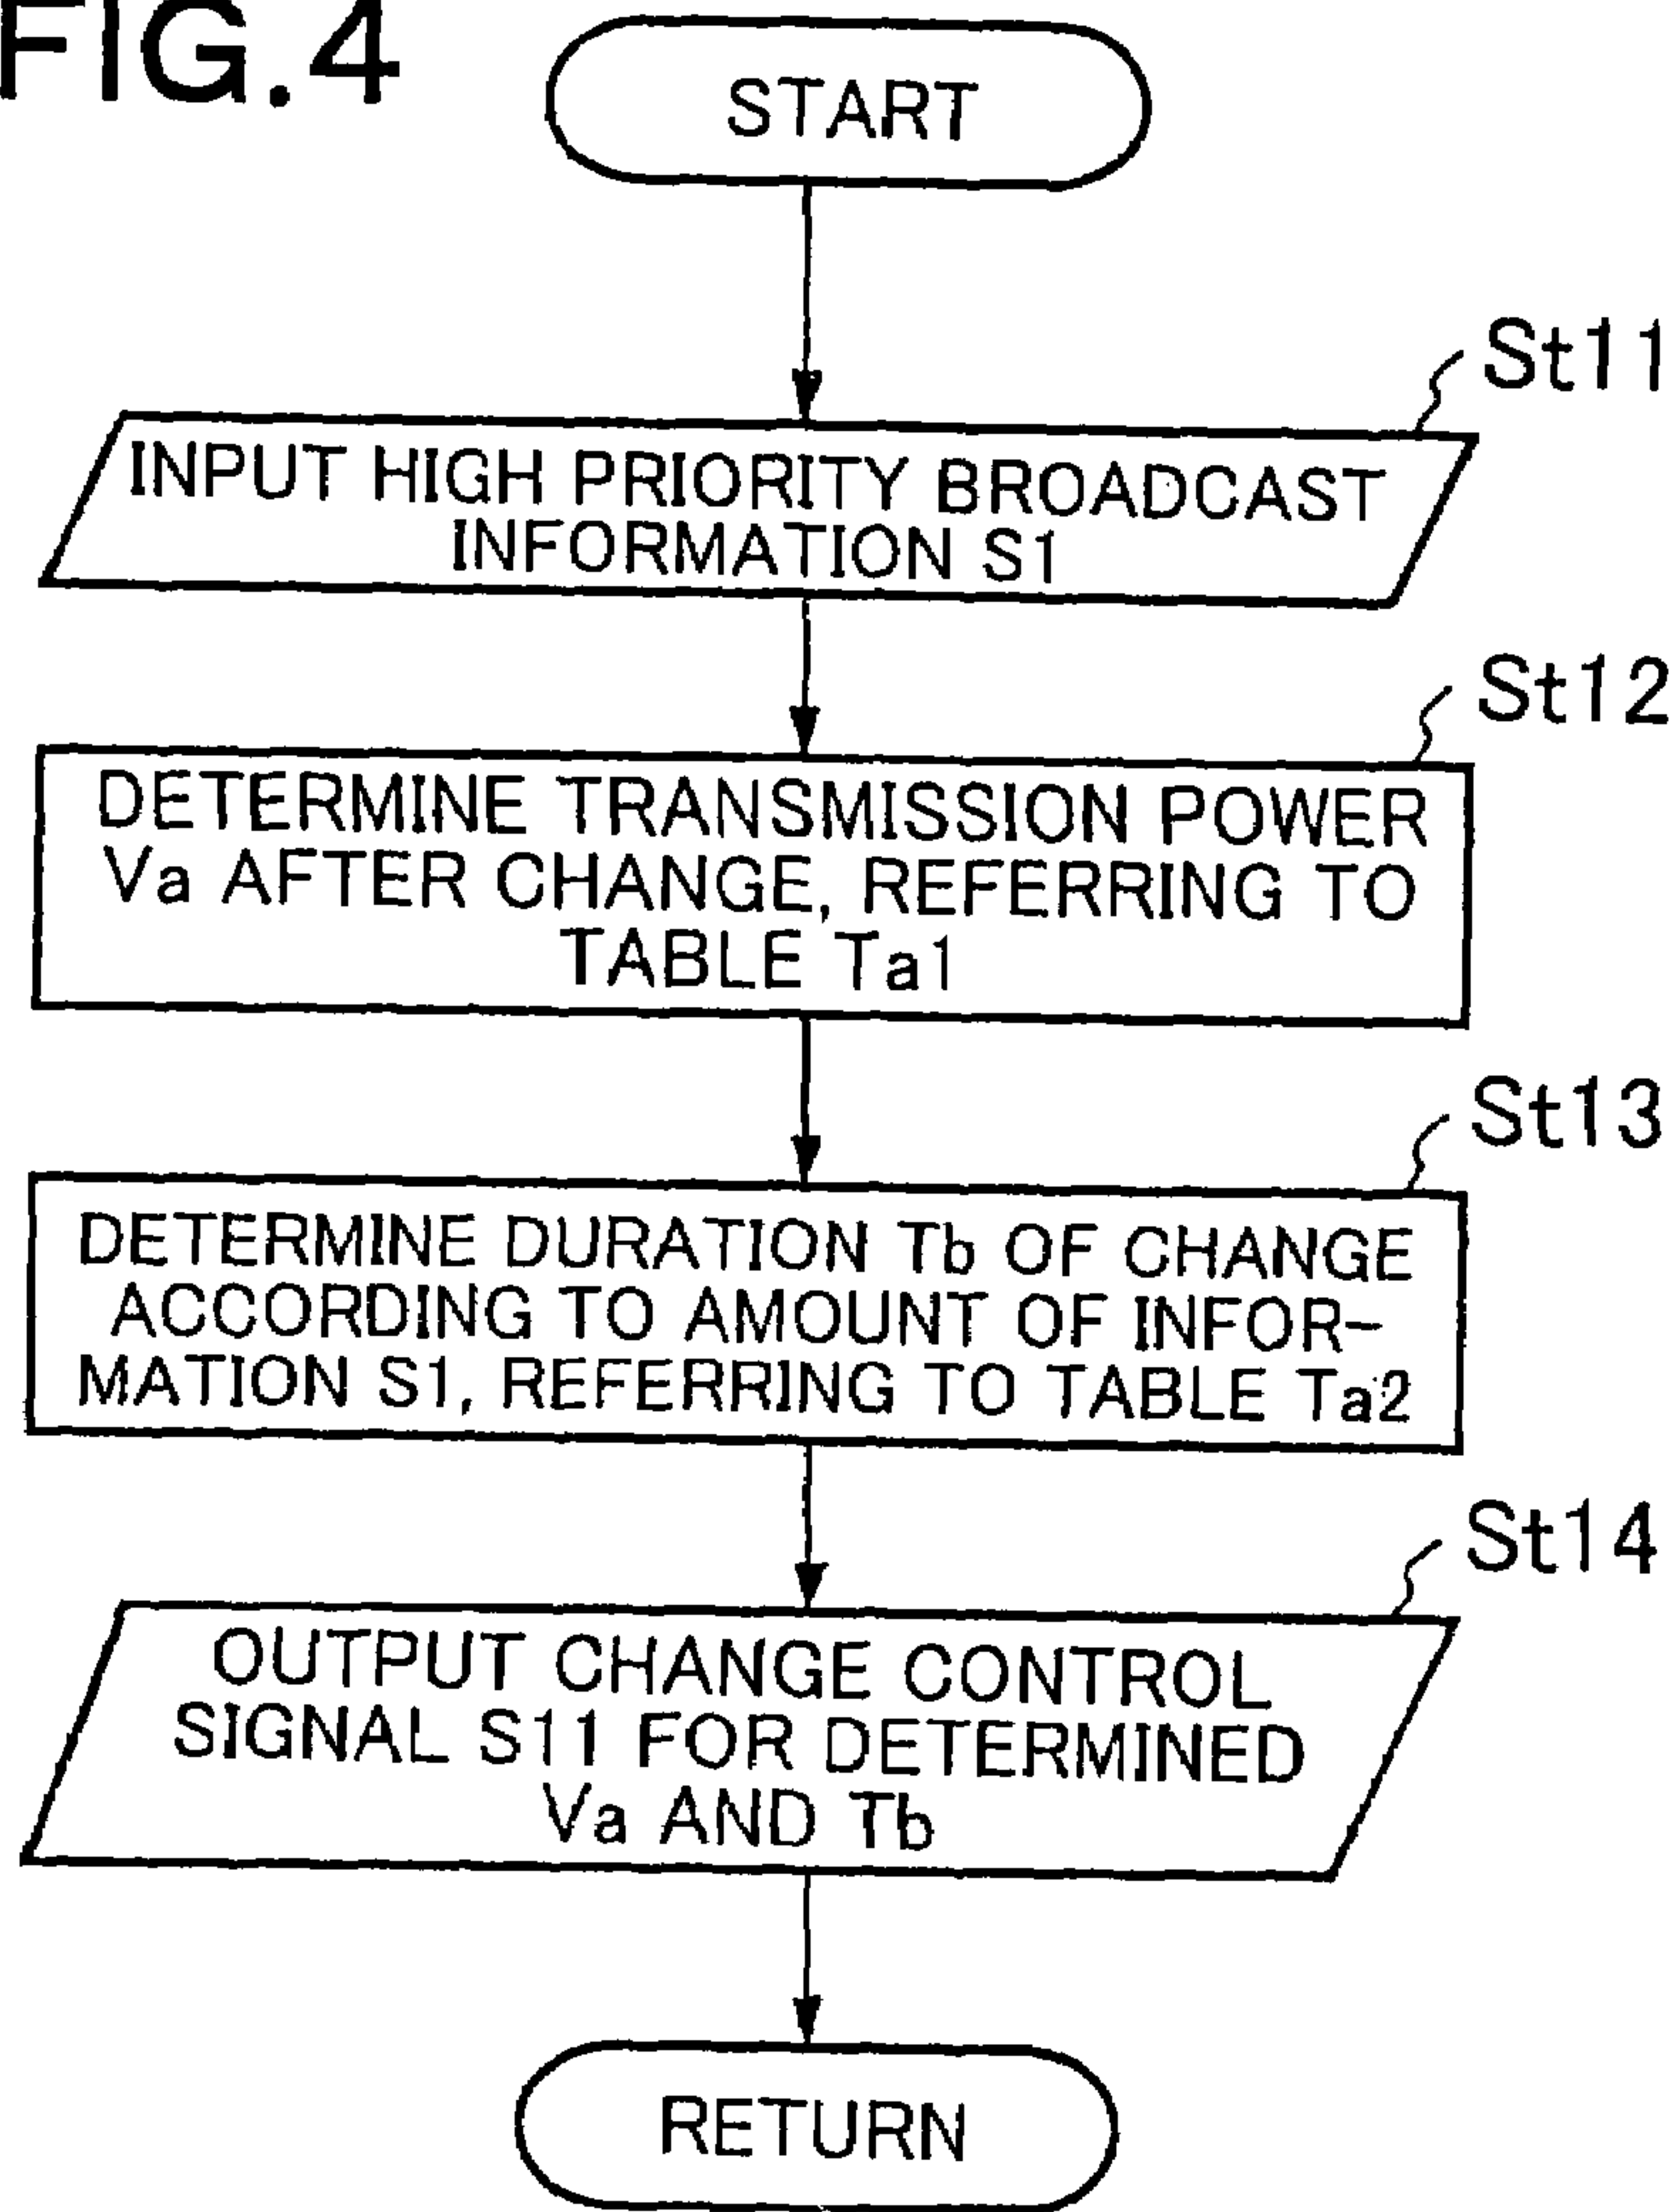 FIG.4
START
St11
INPUT HIGH PRIORITY BROADCAST
INFORMATION S1
St12
DETERMINE TRANSMISSION POWER
Va AFTER CHANGE, REFERRING TO
TABLE Ta1
St13
DETERMINE DURATION Tb OF CHANGE
ACCORDING TO AMOUNT OF INFOR-
MATION S1, REFERRING TO TABLE Ta2
St14
OUTPUT CHANGE CONTROL
SIGNAL S11 FOR DETERMINED
Va AND Tb
RETURN